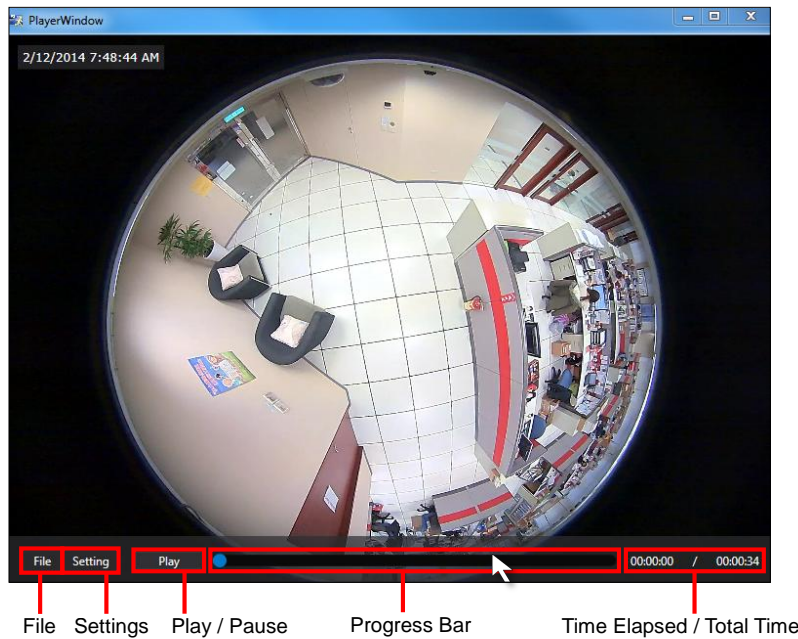 PlayerWindow
2/12/2014 7:48:44 AM
File Setting Play 00:00:00 / 00:00:34
File Settings Play / Pause Progress Bar Time Elapsed / Total Time